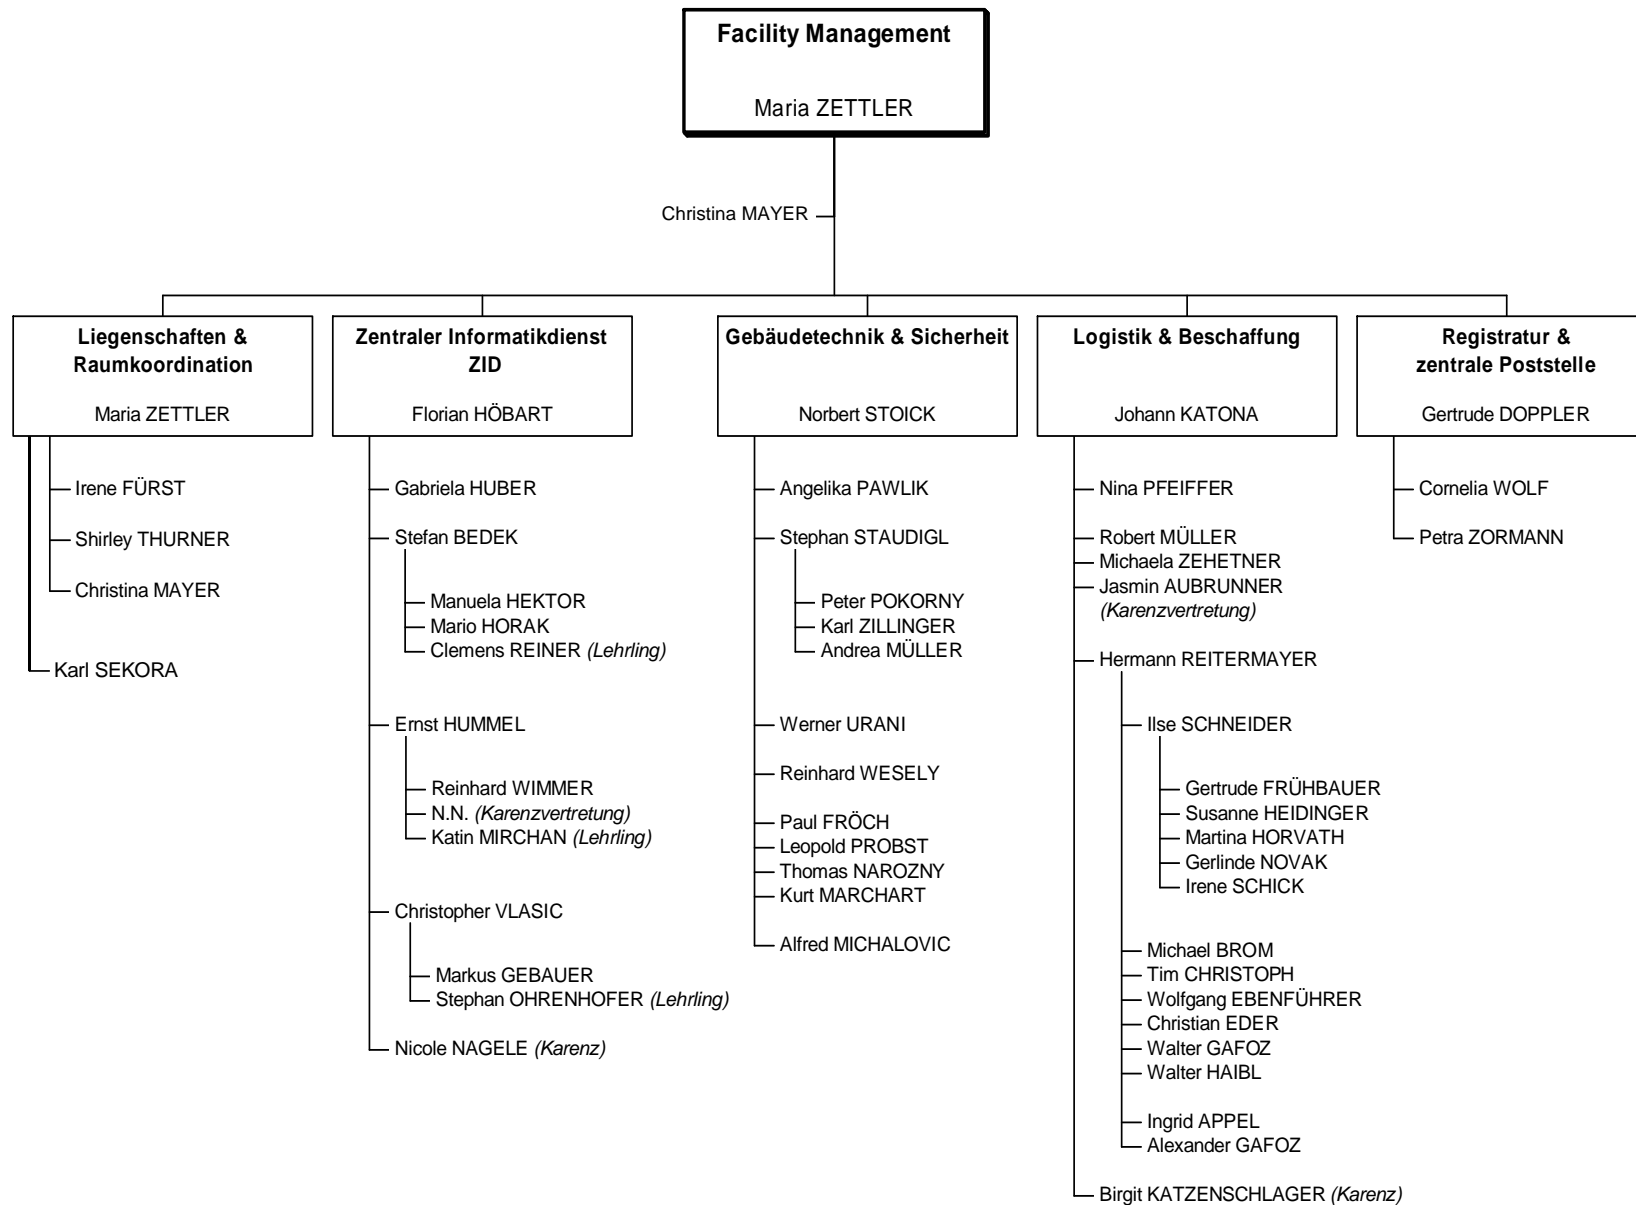 Facility Management
Maria ZETTLER
Christina MAYER
Liegenschaften &
Raumkoordination
Maria ZETTLER
Irene FÜRST
Shirley THURNER
Christina MAYER
Karl SEKORA
Zentraler Informatikdienst
ZID
Florian HÖBART
Gabriela HUBER
Stefan BEDEK
Manuela HEKTOR
Mario HORAK
Clemens REINER (Lehrling)
Ernst HUMMEL
Reinhard WIMMER
N.N. (Karenzvertretung)
Katin MIRCHAN (Lehrling)
Christopher VLASIC
Markus GEBAUER
Stephan OHRENHOFER (Lehrling)
Nicole NAGELE (Karenz)
Gebäudetechnik & Sicherheit
Norbert STOICK
Angelika PAWLIK
Stephan STAUDIGL
Peter POKORNY
Karl ZILLINGER
Andrea MÜLLER
Werner URANI
Reinhard WESELY
Paul FRÖCH
Leopold PROBST
Thomas NAROZNY
Kurt MARCHART
Alfred MICHALOVIC
Logistik & Beschaffung
Johann KATONA
Nina PFEIFFER
Robert MÜLLER
Michaela ZEHETNER
Jasmin AUBRUNNER
(Karenzvertretung)
Hermann REITERMAYER
Ilse SCHNEIDER
Gertrude FRÜHBAUER
Susanne HEIDINGER
Martina HORVATH
Gerlinde NOVAK
Irene SCHICK
Michael BROM
Tim CHRISTOPH
Wolfgang EBENFÜHRER
Christian EDER
Walter GAFOZ
Walter HAIBL
Ingrid APPEL
Alexander GAFOZ
Birgit KATZENSCHLAGER (Karenz)
Registratur &
zentrale Poststelle
Gertrude DOPPLER
Cornelia WOLF
Petra ZORMANN